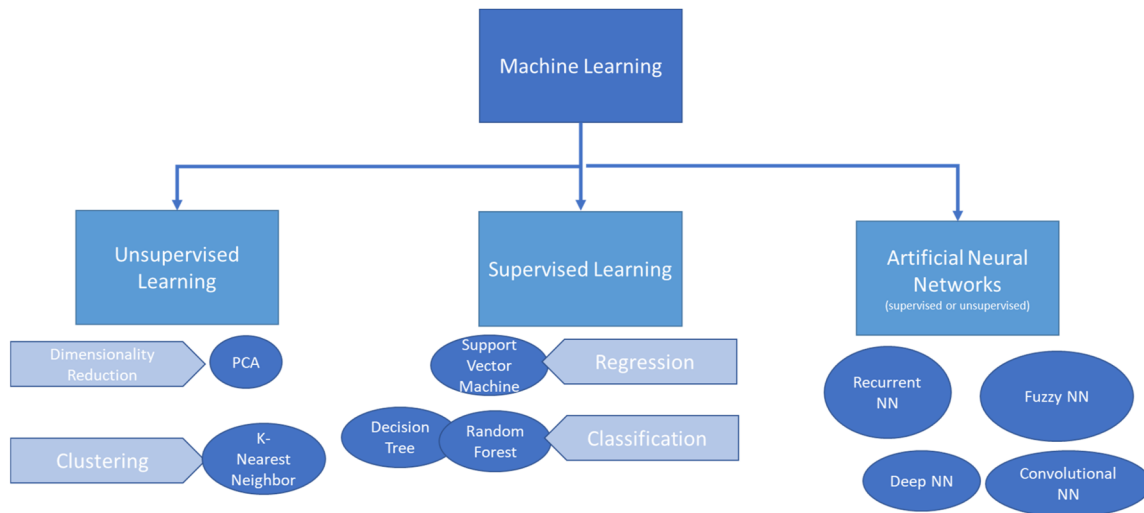 Machine Learning
Unsupervised
Learning
Supervised Learning
Artificial Neural
Networks
(supervised or unsupervised)
Dimensionality
Reduction
PCA
Support
Vector
Machine
Regression
Recurrent
NN
Fuzzy NN
Clustering
K-
Nearest
Neighbor
Decision
Tree
Random
Forest
Classification
Deep NN
Convolutional
NN